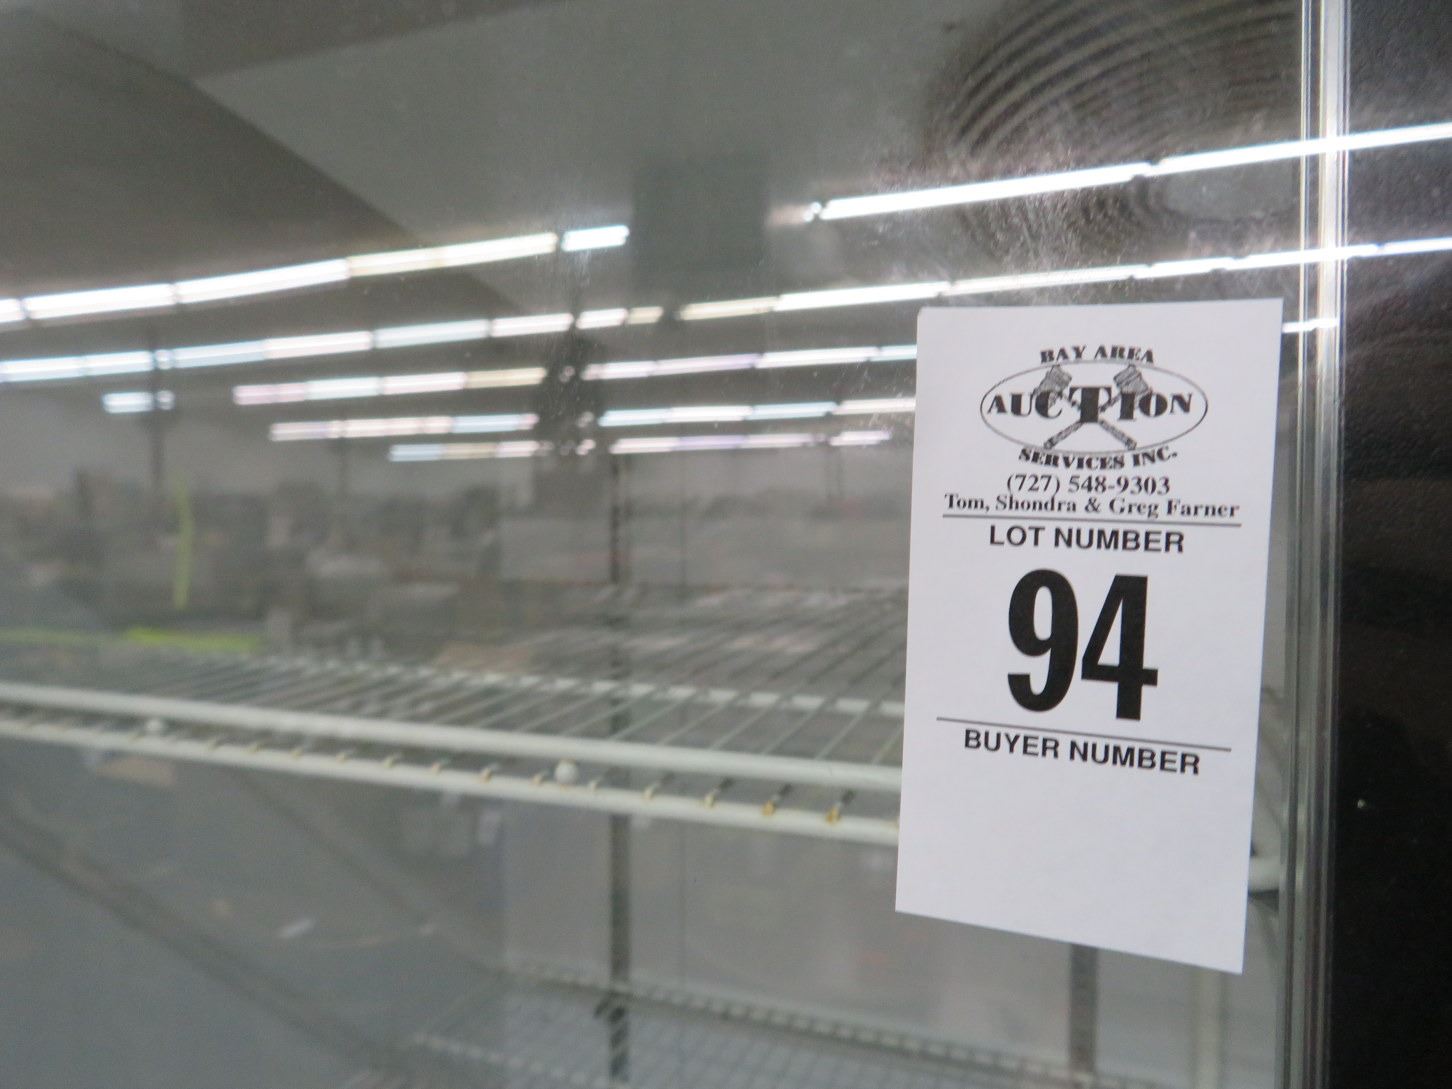 BAY AREA
AUCTION
SERVICES INC.
(727) 548-9303
Tom, Shondra & Greg Farner
LOT NUMBER
94
BUYER NUMBER